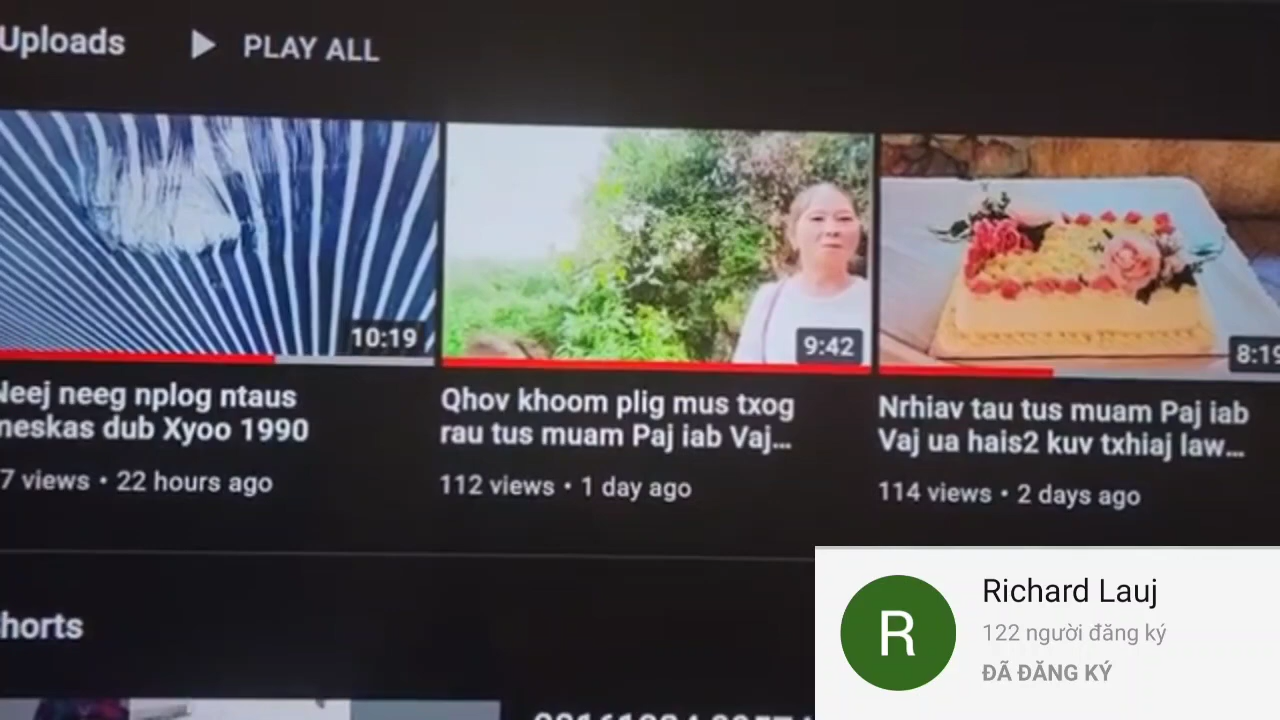 Uploads
PLAY ALL
10:19
9:42
neeg nplog ntaus
dub Xyoo 1990
views • 22 hours ago
Qhov khoom plig mus txog
rau tus muam Paj iab Vaj...
112 views • 1 day ago
Nrhiav tau tus muam Paj iab
Vaj ua hais2 kuv txhiaj law...
114 views • 2 days ago
Richard Lauj
122 người đăng ký
ĐÃ ĐĂNG KÝ
R